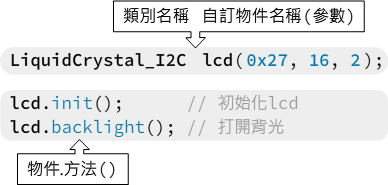 類別名稱 自訂物件名稱(參數)
LiquidCrystal_I2C lcd(0x27, 16, 2);
lcd.init(); // 初始化lcd
lcd.backlight(); // 打開背光
物件.方法()